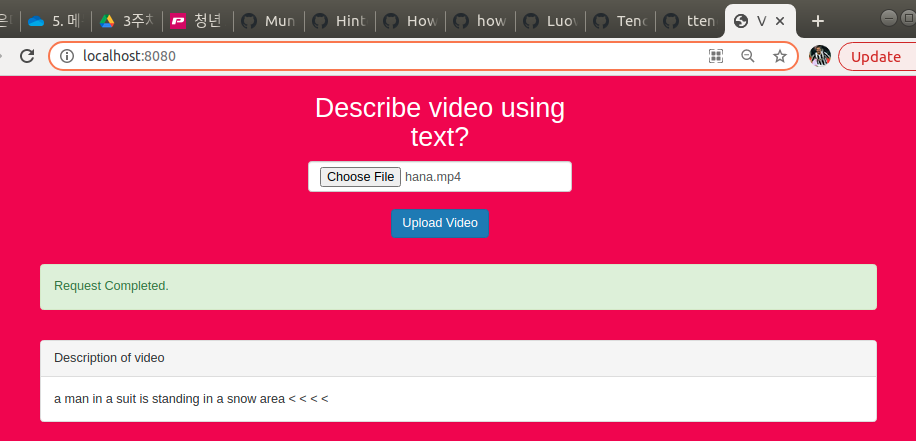 5. 메
3주차
청년
Mun
Hint
How
how
Luov
Tenc
tten
V
localhost:8080
Update
Describe video using
text?
Choose File hana.mp4
Upload Video
Request Completed.
Description of video
a man in a suit is standing in a snow area < < < <